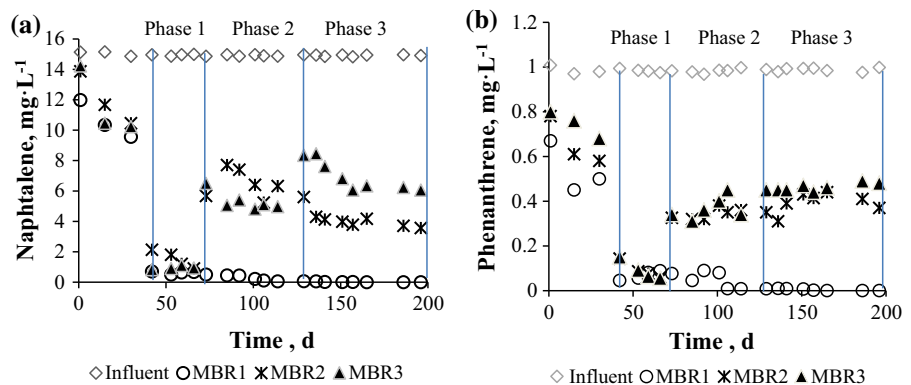 (a)
Phase 1 Phase 2 Phase 3
16
14
12
10
8
6
4
2
0
Naphtalene, mg·L-1
0 50 100 150 200
Time , d
Influent MBR1 MBR2 MBR3
(b)
Phase 1 Phase 2 Phase 3
1.2
1
0.8
0.6
0.4
0.2
0
Phenanthrene, mg·L-1
0 50 100 150 200
Time , d
Influent MBR1 MBR2 MBR3